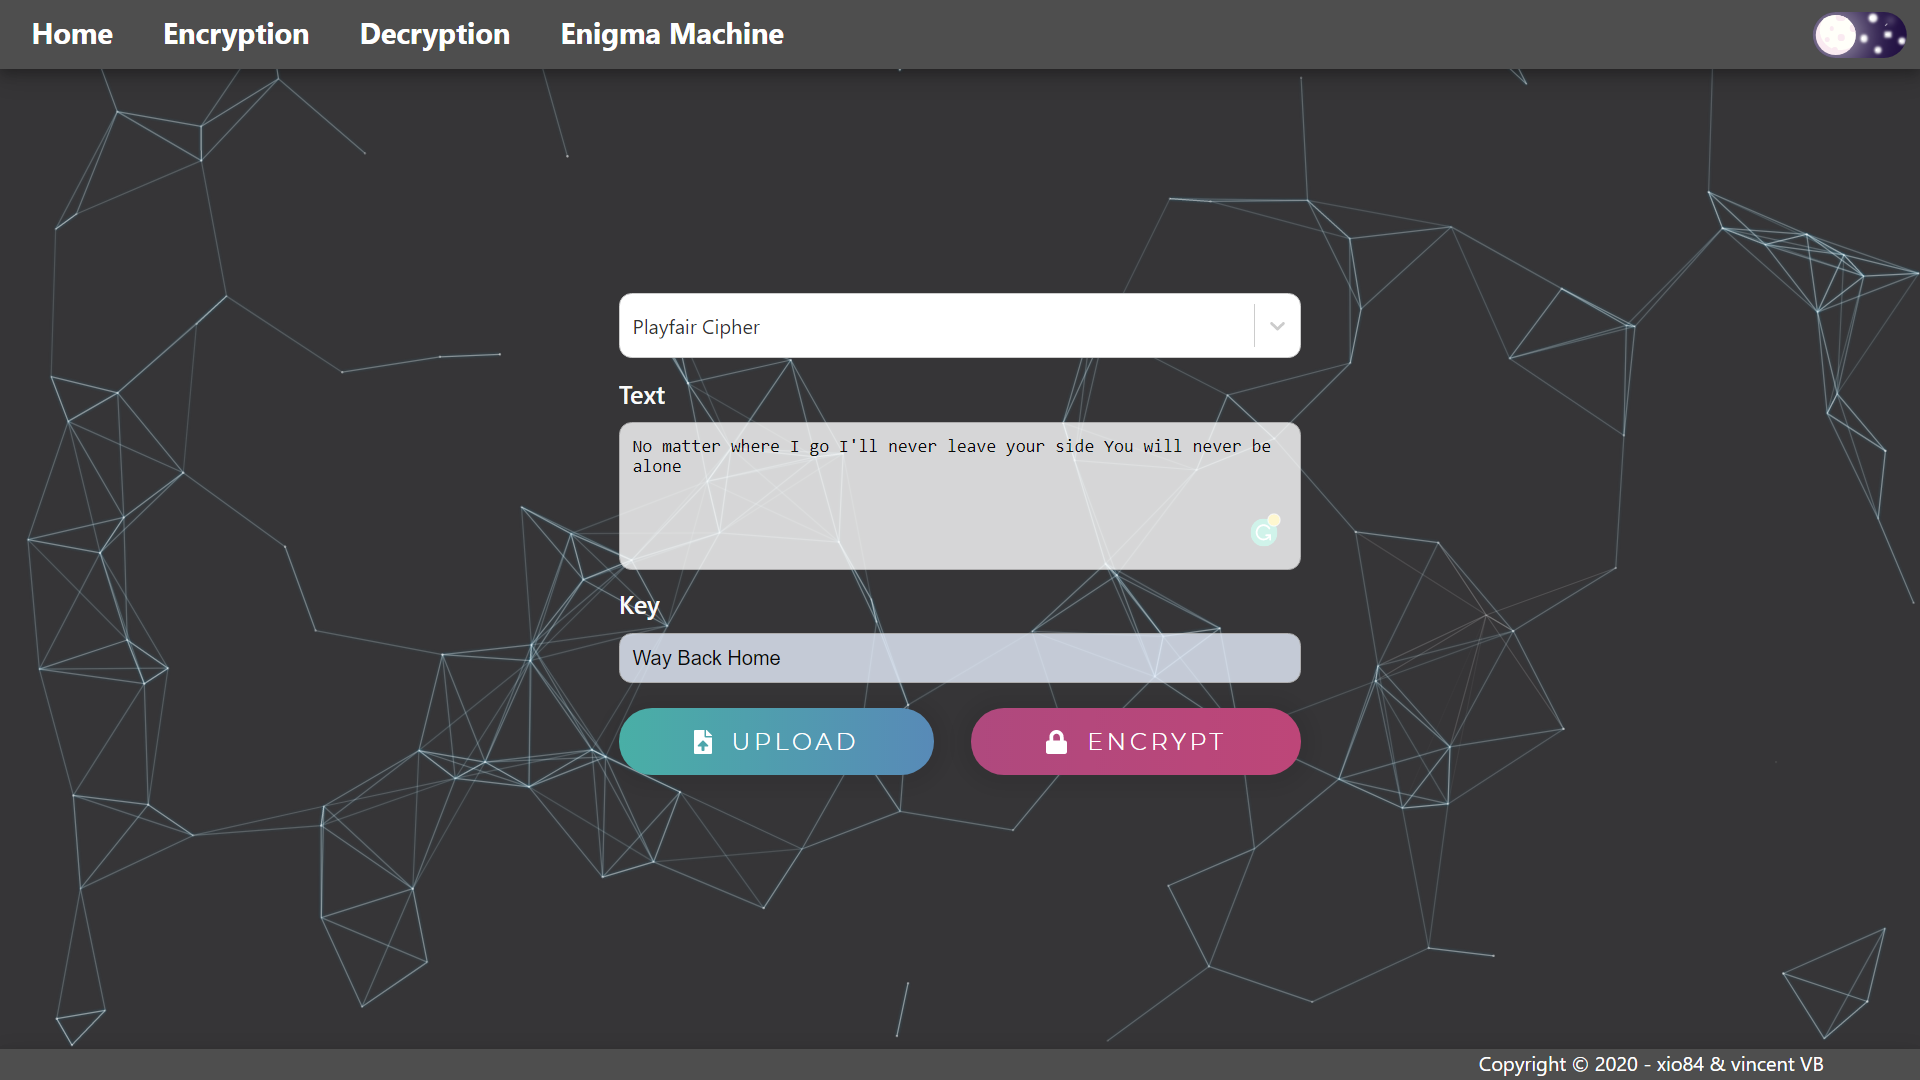 Home Encryption Decryption Enigma Machine
Playfair Cipher
Text
No matter where I go I'll never leave your side You will never be
alone
G
Key
Way Back Home
UPLOAD ENCRYPT
Copyright © 2020 - xio84 & vincent VB